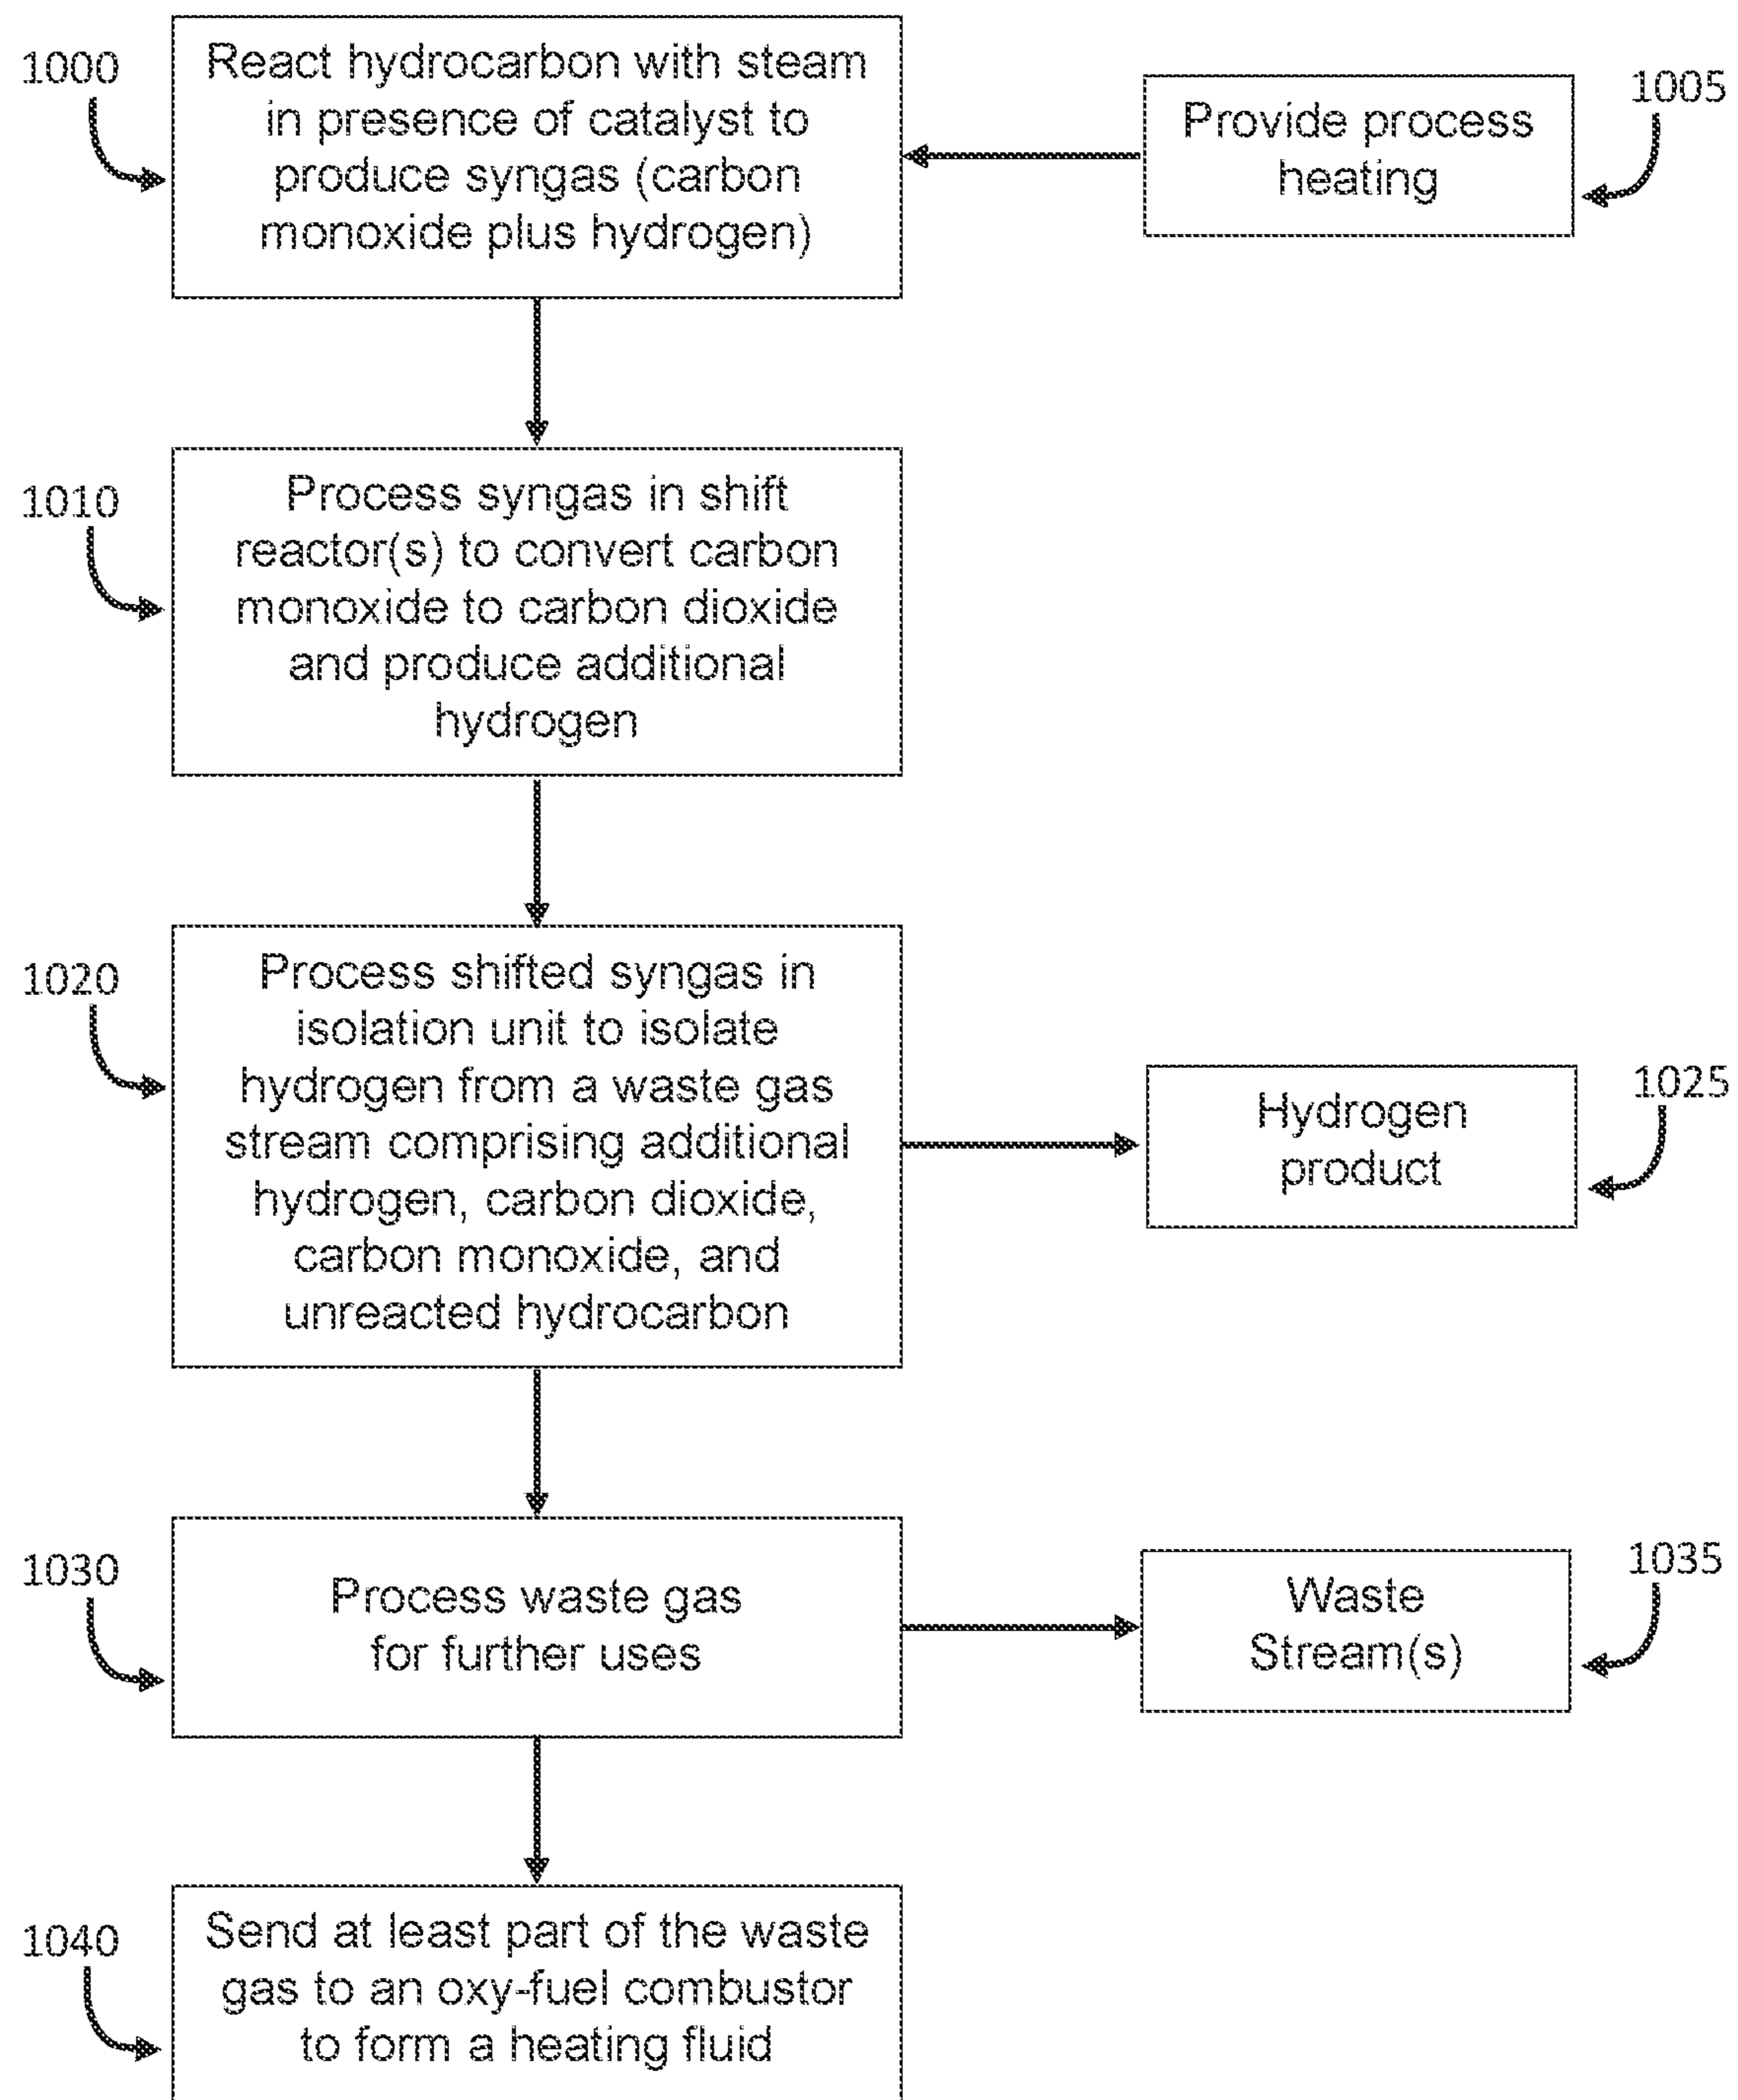 1000
React hydrocarbon with steam
in presence of catalyst to
produce syngas (carbon
monoxide plus hydrogen)
1005
Provide process
heating
1010
Process syngas in shift
reactor(s) to convert carbon
monoxide to carbon dioxide
and produce additional
hydrogen
1020
Process shifted syngas in
isolation unit to isolate
hydrogen from a waste gas
stream comprising additional
hydrogen, carbon dioxide,
carbon monoxide, and
unreacted hydrocarbon
1025
Hydrogen
product
1030
Process waste gas
for further uses
1035
Waste
Stream(s)
1040
Send at least part of the waste
gas to an oxy-fuel combustor
to form a heating fluid